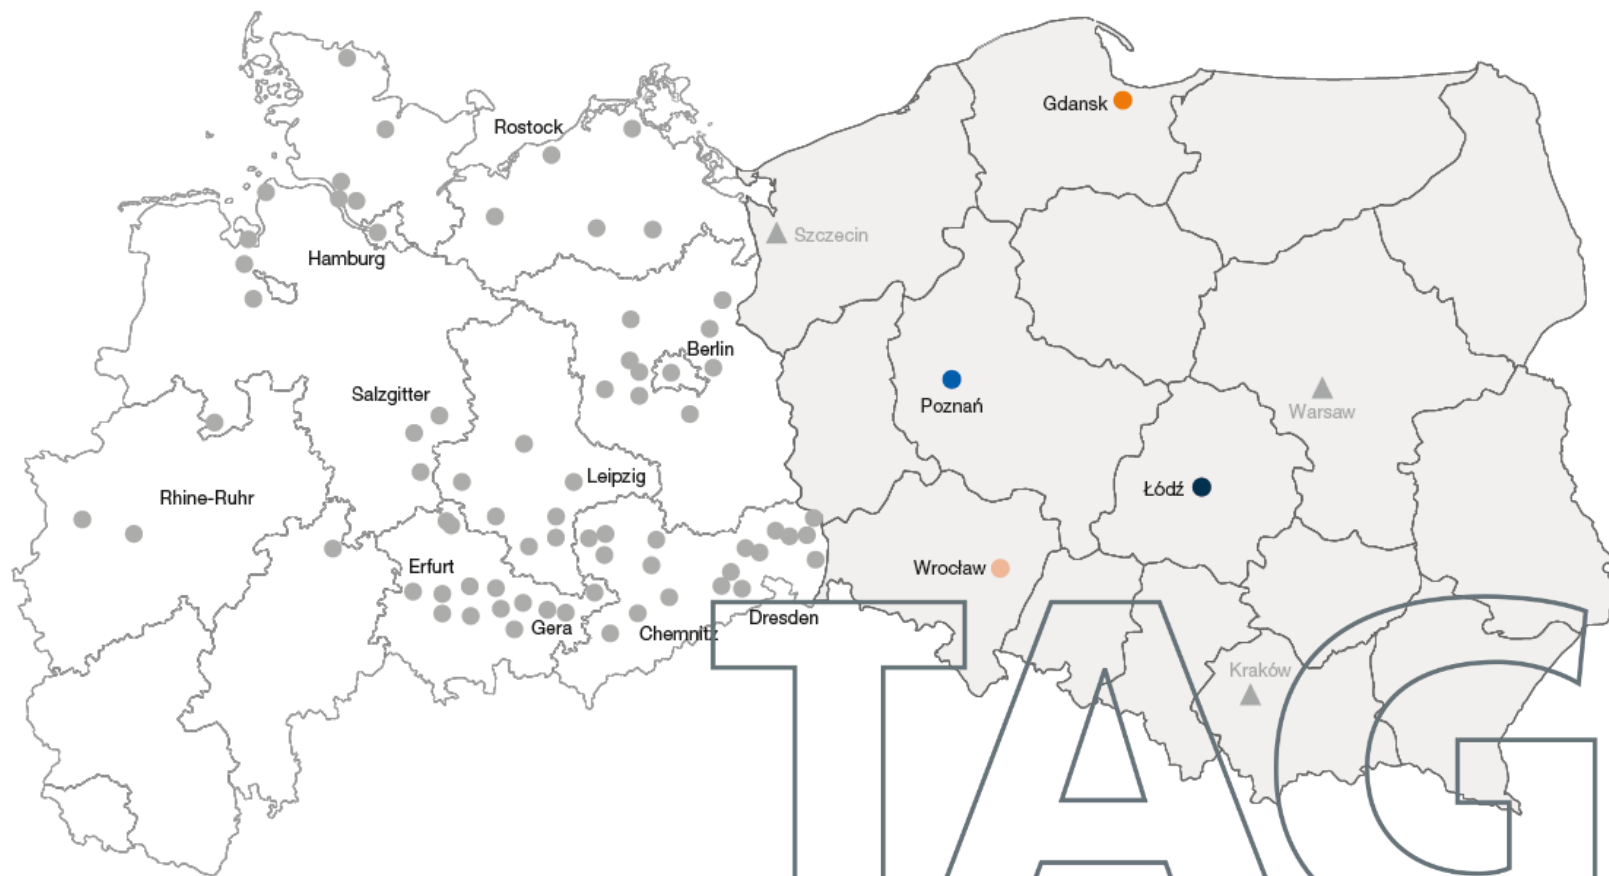 Rostock
Gdansk
Szczecin
Hamburg
Berlin
Salzgitter
Poznań
Warsaw
Leipzig
Łódź
Rhine-Ruhr
Erfurt
Wrocław
Gera
Chemnitz
Dresden
Kraków
TAG